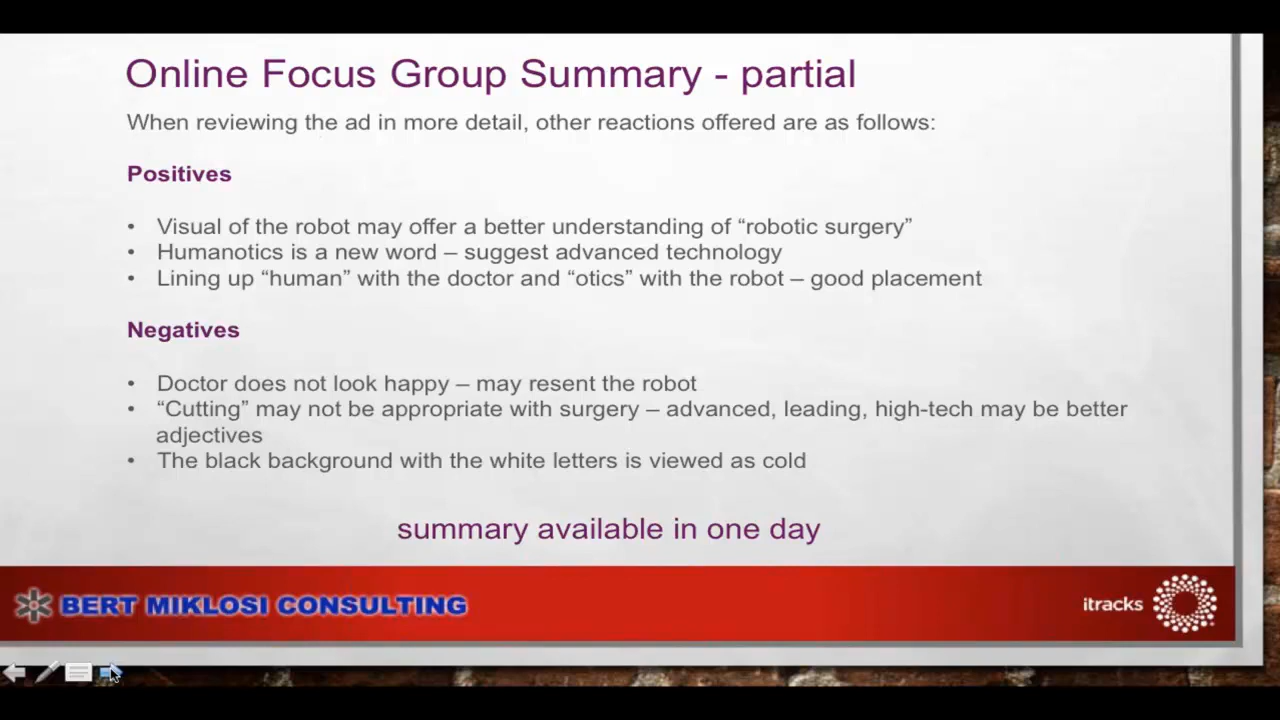 Online Focus Group Summary - partial
When reviewing the ad in more detail, other reactions offered are as follows:
Positives
• Visual of the robot may offer a better understanding of “robotic surgery”
• Humanotics is a new word – suggest advanced technology
• Lining up “human” with the doctor and “otics” with the robot – good placement
Negatives
• Doctor does not look happy – may resent the robot
• “Cutting” may not be appropriate with surgery – advanced, leading, high-tech may be better
adjectives
• The black background with the white letters is viewed as cold
summary available in one day
BERT MIKLOSI CONSULTING
itracks